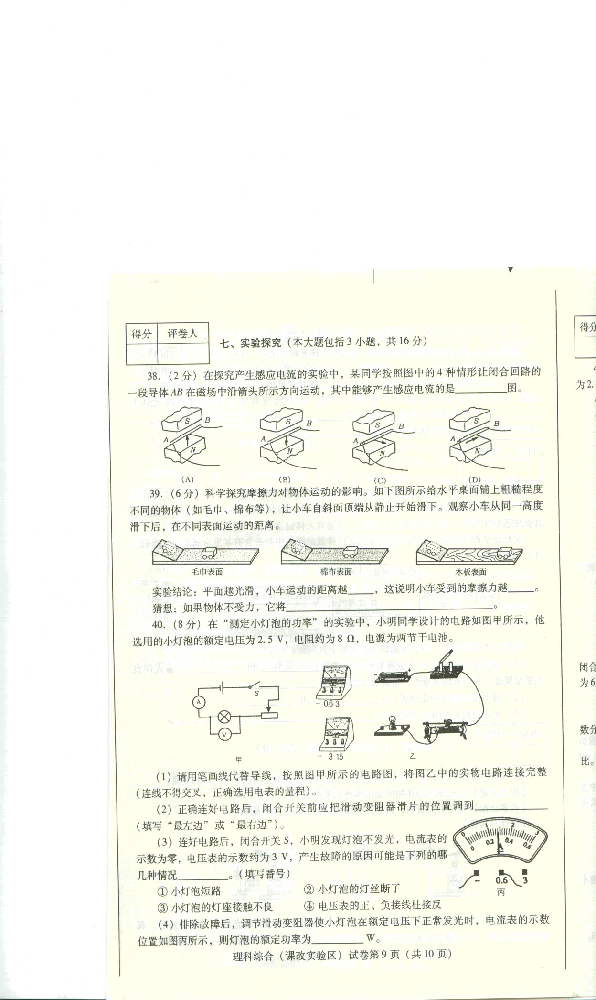 得分 评卷人
七、实验探究（本大题包括3小题，共16分）
38.（2分）在探究产生感应电流的实验中，某同学按照图中的4种情形让闭合回路的
一段导体AB在磁场中沿箭头所示方向运动，其中能够产生感应电流的是________图。
S B A N
S B A N
S B A N
S B A N
(A) (B) (C) (D)
39.（6分）科学探究摩擦力对物体运动的影响。如下图所示给水平桌面铺上粗糙程度
不同的物体（如毛巾、棉布等），让小车自斜面顶端从静止开始滑下。观察小车从同一高度
滑下后，在不同表面运动的距离。
毛巾表面 棉布表面 木板表面
实验结论：平面越光滑，小车运动的距离越____，这说明小车受到的摩擦力越____。
猜想：如果物体不受力，它将________________________________。
40.（8分）在“测定小灯泡的功率”的实验中，小明同学设计的电路如图甲所示，他
选用的小灯泡的额定电压为2.5 V，电阻约为8 Ω，电源为两节干电池。
S
A
V
甲
A
- 0.6 3
V
- 3 15
- +
乙
（1）请用笔画线代替导线，按照图甲所示的电路图，将图乙中的实物电路连接完整
（连线不得交叉，正确选用电表的量程）。
（2）正确连好电路后，闭合开关前应把滑动变阻器滑片的位置调到____________
（填写“最左边”或“最右边”）。
（3）连好电路后，闭合开关S，小明发现灯泡不发光，电流表的
示数为零，电压表的示数约为3 V，产生故障的原因可能是下列的哪
几种情况________。（填写番号）
① 小灯泡短路 ② 小灯泡的灯丝断了
③ 小灯泡的灯座接触不良 ④ 电压表的正、负接线柱接反
0 1 2 3
0 0.2 0.4 0.6
A
- 0.6 3
丙
（4）排除故障后，调节滑动变阻器使小灯泡在额定电压下正常发光时，电流表的示数
位置如图丙所示，则灯泡的额定功率为________W。
理科综合（课改实验区）试卷第9页（共10页）
得分
为2.
闭合
为6
数分
比。